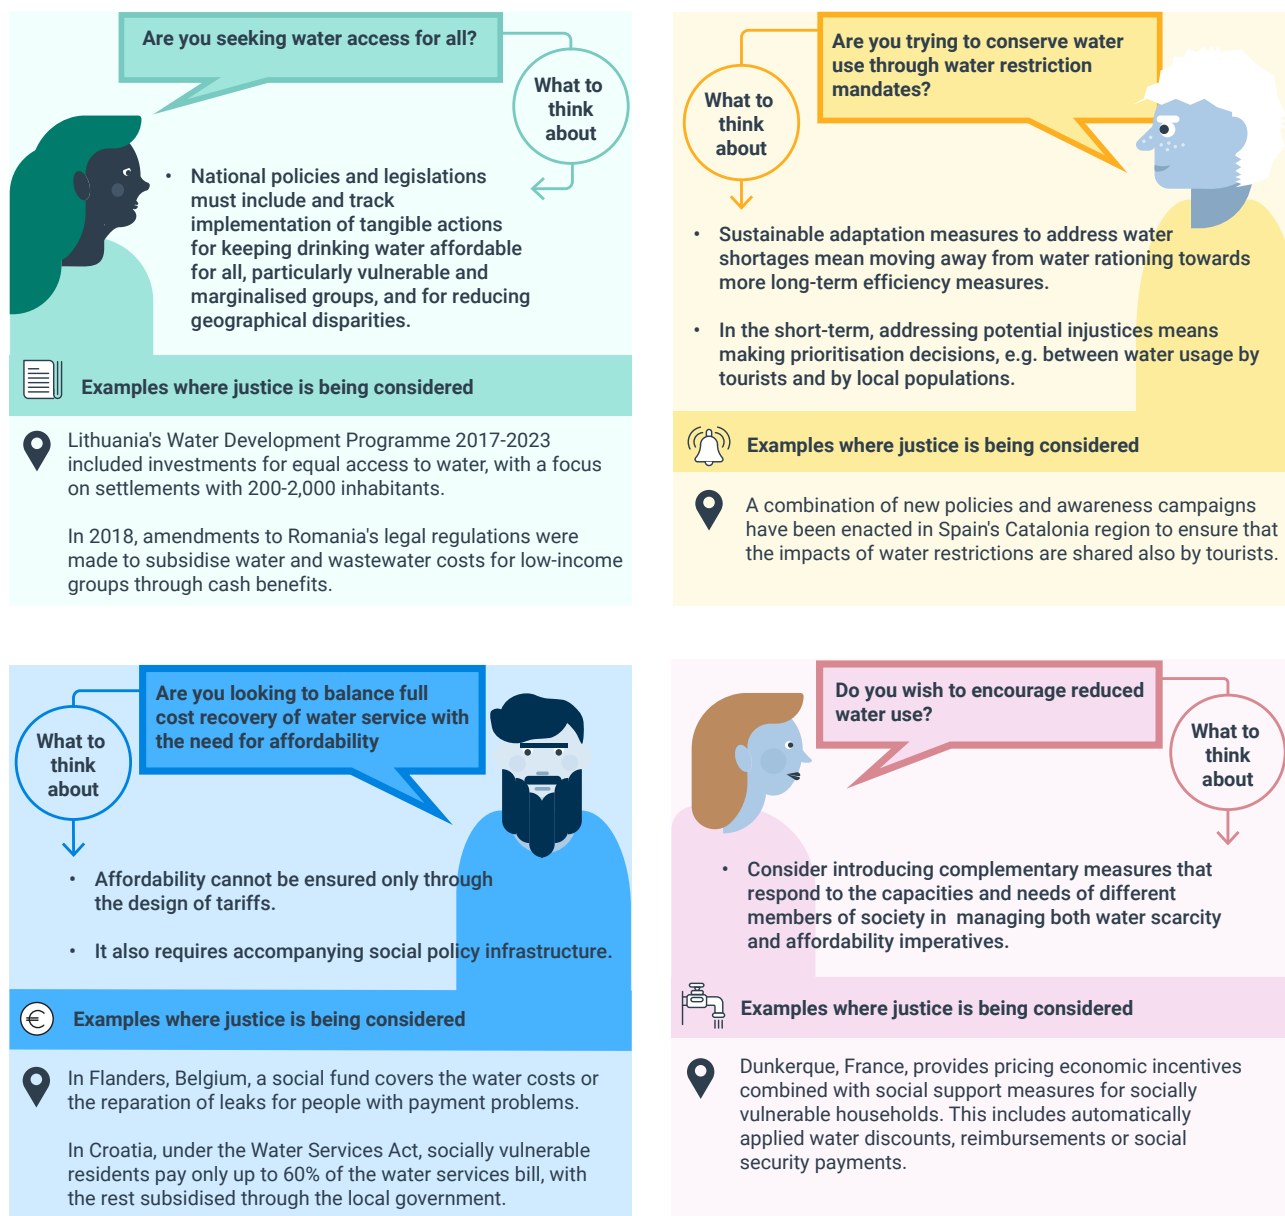 Are you seeking water access for all?
What to
think
about
• National policies and legislations
must include and track
implementation of tangible actions
for keeping drinking water affordable
for all, particularly vulnerable and
marginalised groups, and for reducing
geographical disparities.
Examples where justice is being considered
Lithuania's Water Development Programme 2017-2023
included investments for equal access to water, with a focus
on settlements with 200-2,000 inhabitants.
In 2018, amendments to Romania's legal regulations were
made to subsidise water and wastewater costs for low-income
groups through cash benefits.
Are you trying to conserve water
use through water restriction
mandates?
What to
think
about
• Sustainable adaptation measures to address water
shortages mean moving away from water rationing towards
more long-term efficiency measures.
• In the short-term, addressing potential injustices means
making prioritisation decisions, e.g. between water usage by
tourists and by local populations.
Examples where justice is being considered
A combination of new policies and awareness campaigns
have been enacted in Spain's Catalonia region to ensure that
the impacts of water restrictions are shared also by tourists.
Are you looking to balance full
cost recovery of water service with
the need for affordability
What to
think
about
• Affordability cannot be ensured only through
the design of tariffs.
• It also requires accompanying social policy infrastructure.
€
Examples where justice is being considered
In Flanders, Belgium, a social fund covers the water costs or
the reparation of leaks for people with payment problems.
In Croatia, under the Water Services Act, socially vulnerable
residents pay only up to 60% of the water services bill, with
the rest subsidised through the local government.
Do you wish to encourage reduced
water use?
What to
think
about
• Consider introducing complementary measures that
respond to the capacities and needs of different
members of society in  managing both water scarcity
and affordability imperatives.
Examples where justice is being considered
Dunkerque, France, provides pricing economic incentives
combined with social support measures for socially
vulnerable households. This includes automatically
applied water discounts, reimbursements or social
security payments.